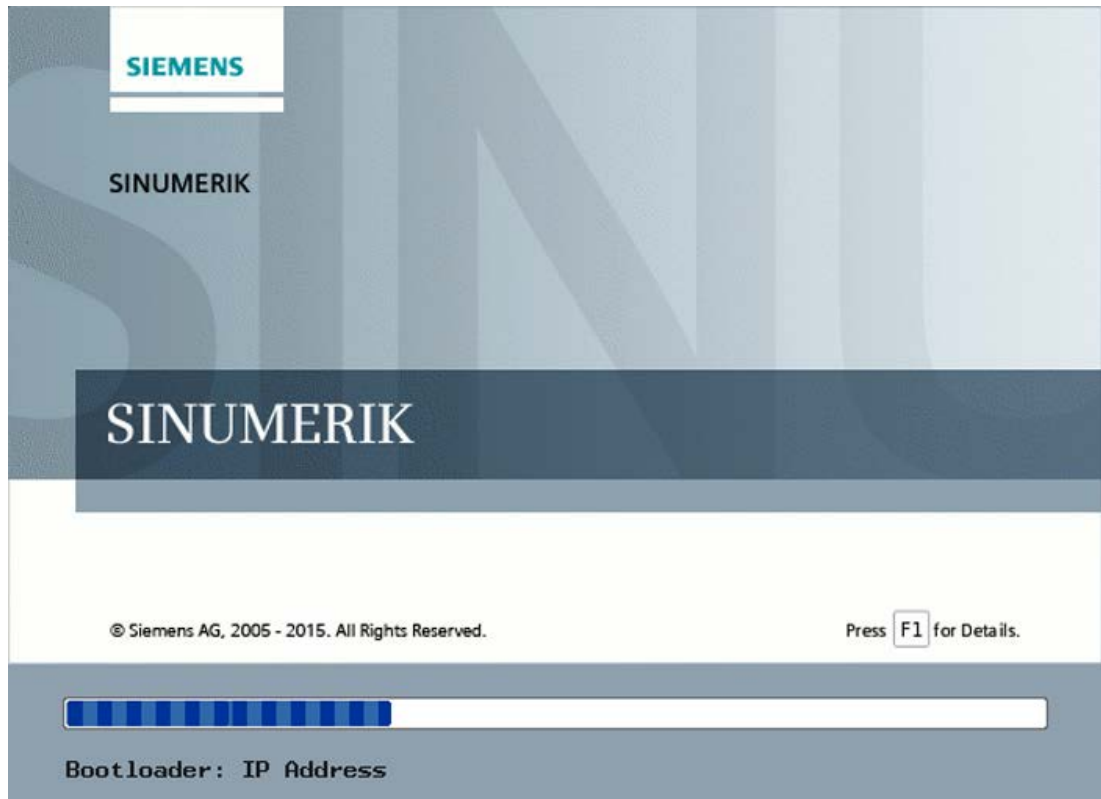 SIEMENS
SINUMERIK
SINUMERIK
© Siemens AG, 2005 - 2015. All Rights Reserved.
Press F1 for Details.
Bootloader: IP Address